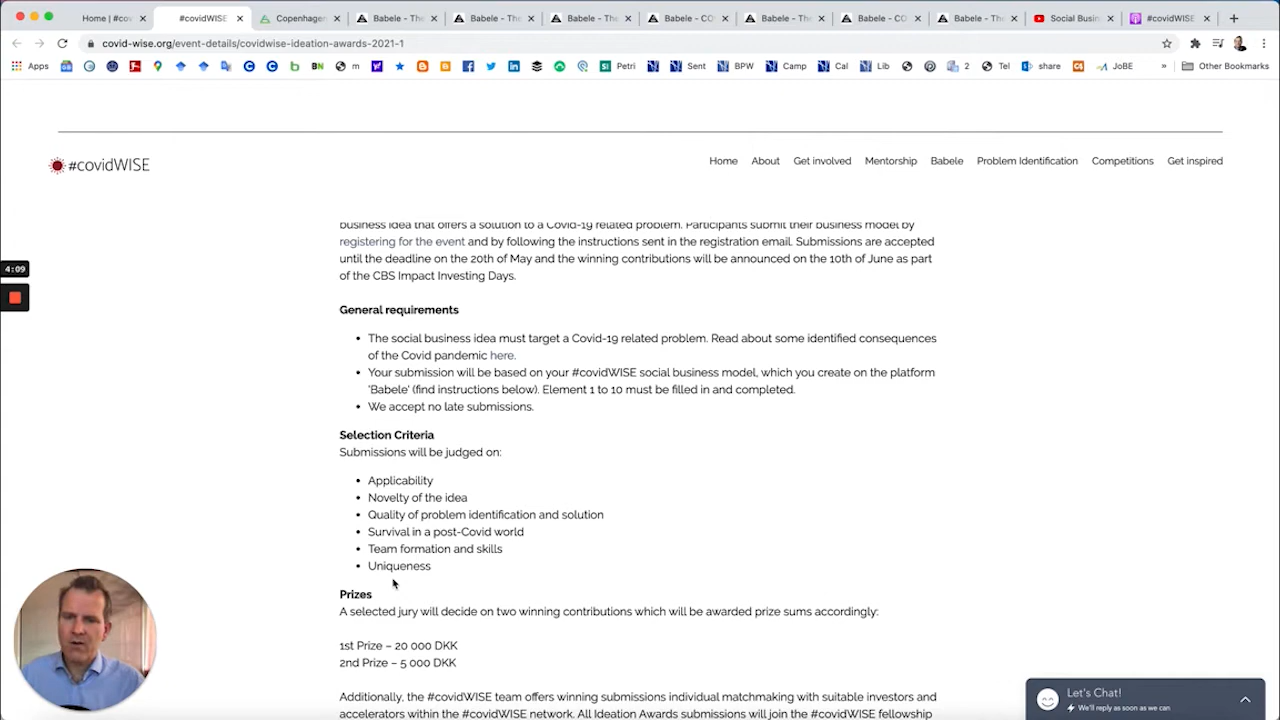 Home | #cov
#covidWISE
Copenhagen
Babele - The
Babele - The
Babele - The
Babele - CO
Babele - The
Babele - CO
Babele - The
Social Busin
#covidWISE
covid-wise.org/event-details/covidwise-ideation-awards-2021-1
Apps
m
Petri
Sent
BPW
Camp
Cal
Lib
2
Tel
share
JoBE
»
Other Bookmarks
#covidWISE
Home
About
Get involved
Mentorship
Babele
Problem Identification
Competitions
Get inspired
business idea that offers a solution to a Covid-19 related problem. Participants submit their business model by
registering for the event and by following the instructions sent in the registration email. Submissions are accepted
until the deadline on the 20th of May and the winning contributions will be announced on the 10th of June as part
of the CBS Impact Investing Days.
4:09
General requirements
• The social business idea must target a Covid-19 related problem. Read about some identified consequences
of the Covid pandemic here.
• Your submission will be based on your #covidWISE social business model, which you create on the platform
'Babele' (find instructions below). Element 1 to 10 must be filled in and completed.
• We accept no late submissions.
Selection Criteria
Submissions will be judged on:
• Applicability
• Novelty of the idea
• Quality of problem identification and solution
• Survival in a post-Covid world
• Team formation and skills
• Uniqueness
Prizes
A selected jury will decide on two winning contributions which will be awarded prize sums accordingly:
1st Prize – 20 000 DKK
2nd Prize – 5 000 DKK
Additionally, the #covidWISE team offers winning submissions individual matchmaking with suitable investors and
accelerators within the #covidWISE network. All Ideation Awards submissions will join the #covidWISE fellowship
Let's Chat!
We'll reply as soon as we can